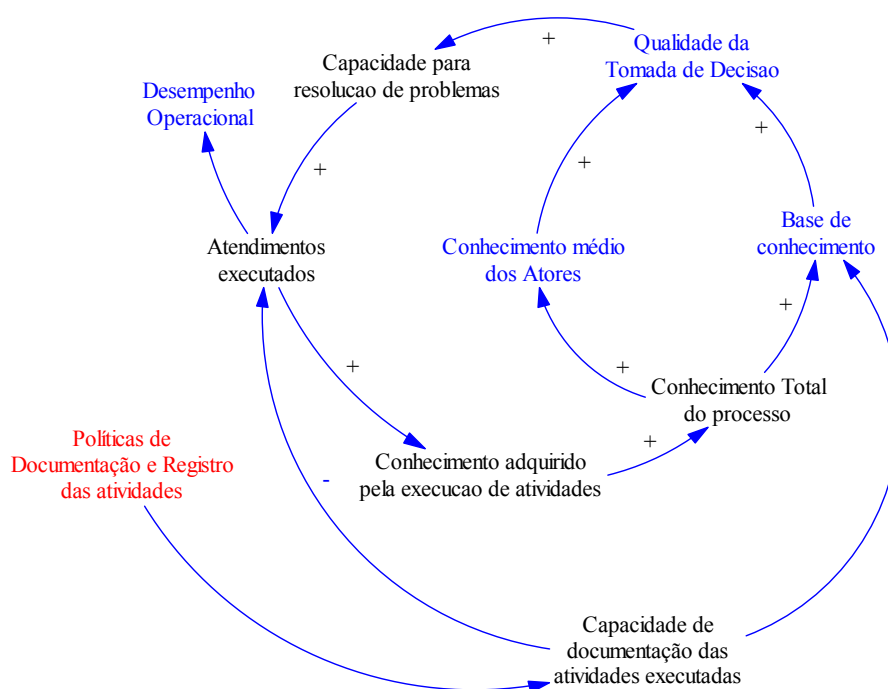 +
Qualidade da
Tomada de Decisao
Capacidade para
resolucao de problemas
Desempenho
Operacional
+
+
+
Atendimentos
executados
Conhecimento médio
dos Atores
Base de
conhecimento
+
+
+
Conhecimento Total
do processo
Políticas de
Documentação e Registro
das atividades
-
Conhecimento adquirido
pela execucao de atividades
+
Capacidade de
documentação das
atividades executadas